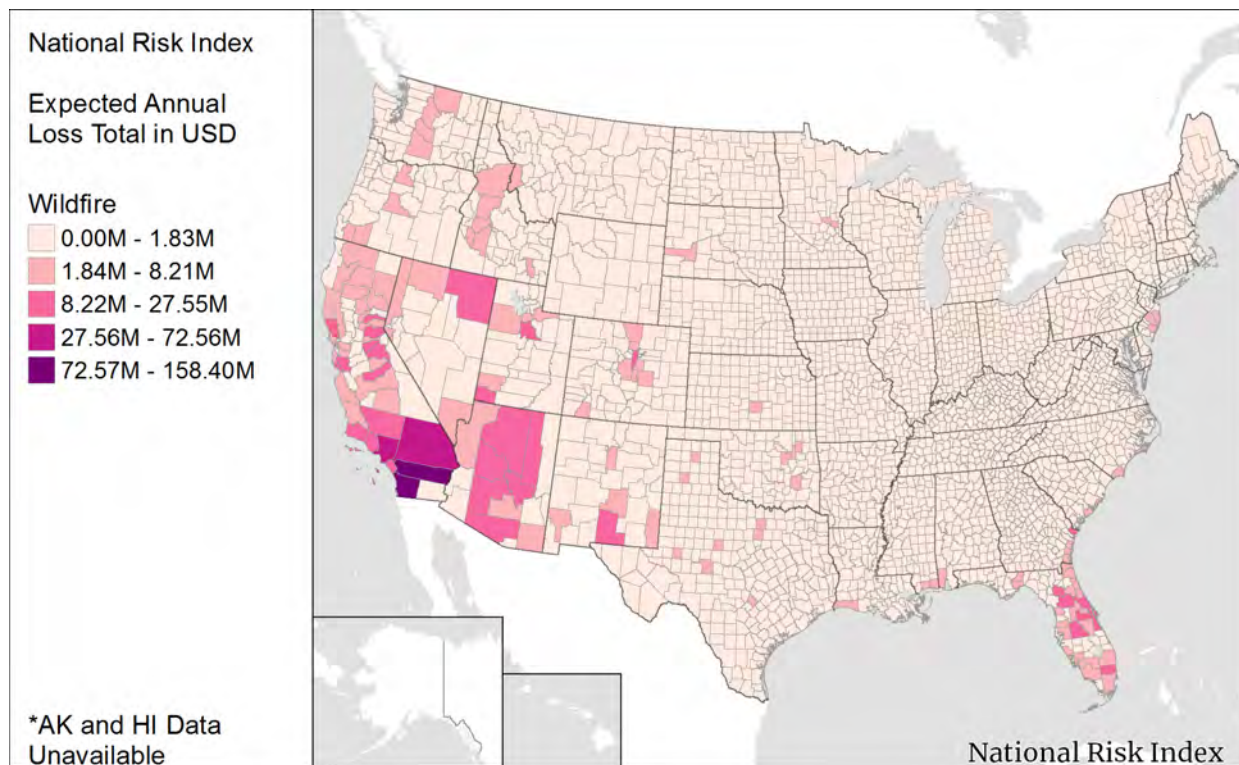 National Risk Index
Expected Annual
Loss Total in USD
Wildfire
0.00M - 1.83M
1.84M - 8.21M
8.22M - 27.55M
27.56M - 72.56M
72.57M - 158.40M
*AK and HI Data
Unavailable
National Risk Index